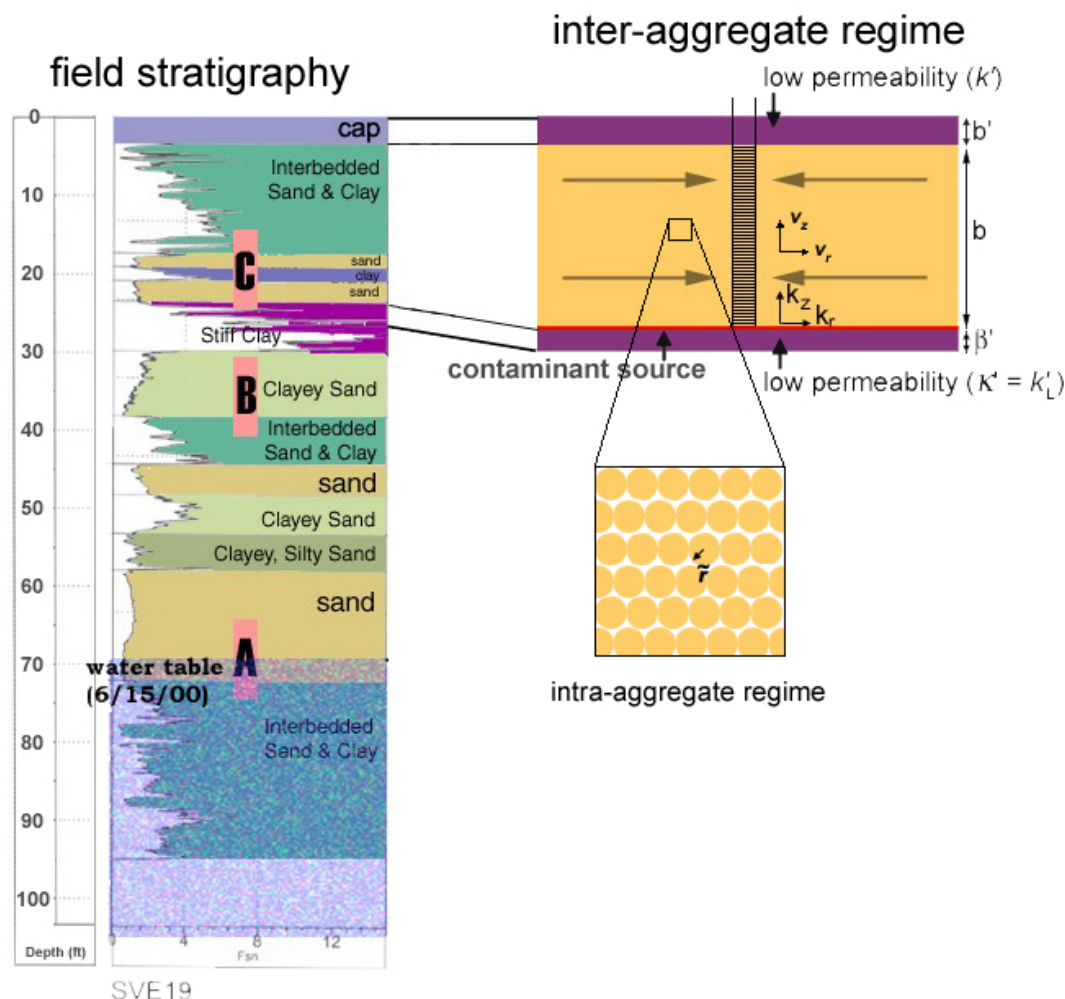 inter-aggregate regime
field stratigraphy
low permeability (k')
0
cap
b'
Interbedded
Sand & Clay
10
b
v_z
v_r
C
sand
20
clay
sand
k_z
k_r
Stiff Clay
β'
30
contaminant source
low permeability (κ' = k'_L)
B
Clayey Sand
40
Interbedded
Sand & Clay
sand
50
Clayey Sand
Clayey, Silty Sand
r̃
60
sand
A
70
water table
(6/15/00)
intra-aggregate regime
Interbedded
Sand & Clay
80
90
100
0 4 8 12
Depth (ft)
Fsn
SVE19